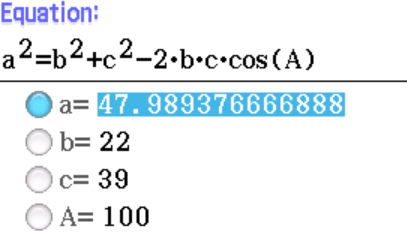 Equation:
a²=b²+c²−2·b·c·cos(A)
a= 47.989376666888
b= 22
c= 39
A= 100